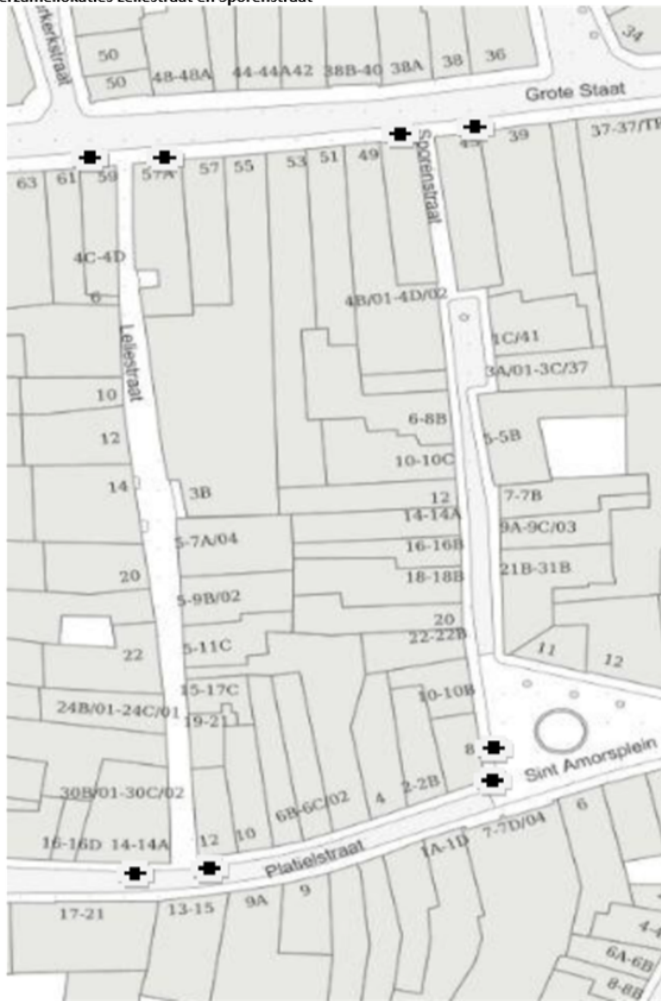 erzamellokaties Leliestraat en Sporenstraat
50
50
48-48A
44-44A
42
38B-40
38A
38
36
34
Grote Staat
63
61
59
57A
57
55
53
51
49
Sporenstraat
39
4C-4D
6
4B/01-4D/02
Leliestraat
1C/41
3A/01-3C/37
10
6-8B
12
5-5B
10-10C
14
3B
12
7-7B
14-14A
9A-9C/03
5-7A/04
16-16B
21B-31B
20
18-18B
5-9B/02
20
22-22B
5-11C
22
11
12
15-17C
10-10B
24B/01-24C/01
19-21
8
Sint Amorsplein
30B/01-30C/02
6B-6C/02
4
2-2B
6
16-16D
14-14A
12
10
7-7D/04
Platielstraat
1A-1D
17-21
13-15
9A
9
6A-6B
8-8B